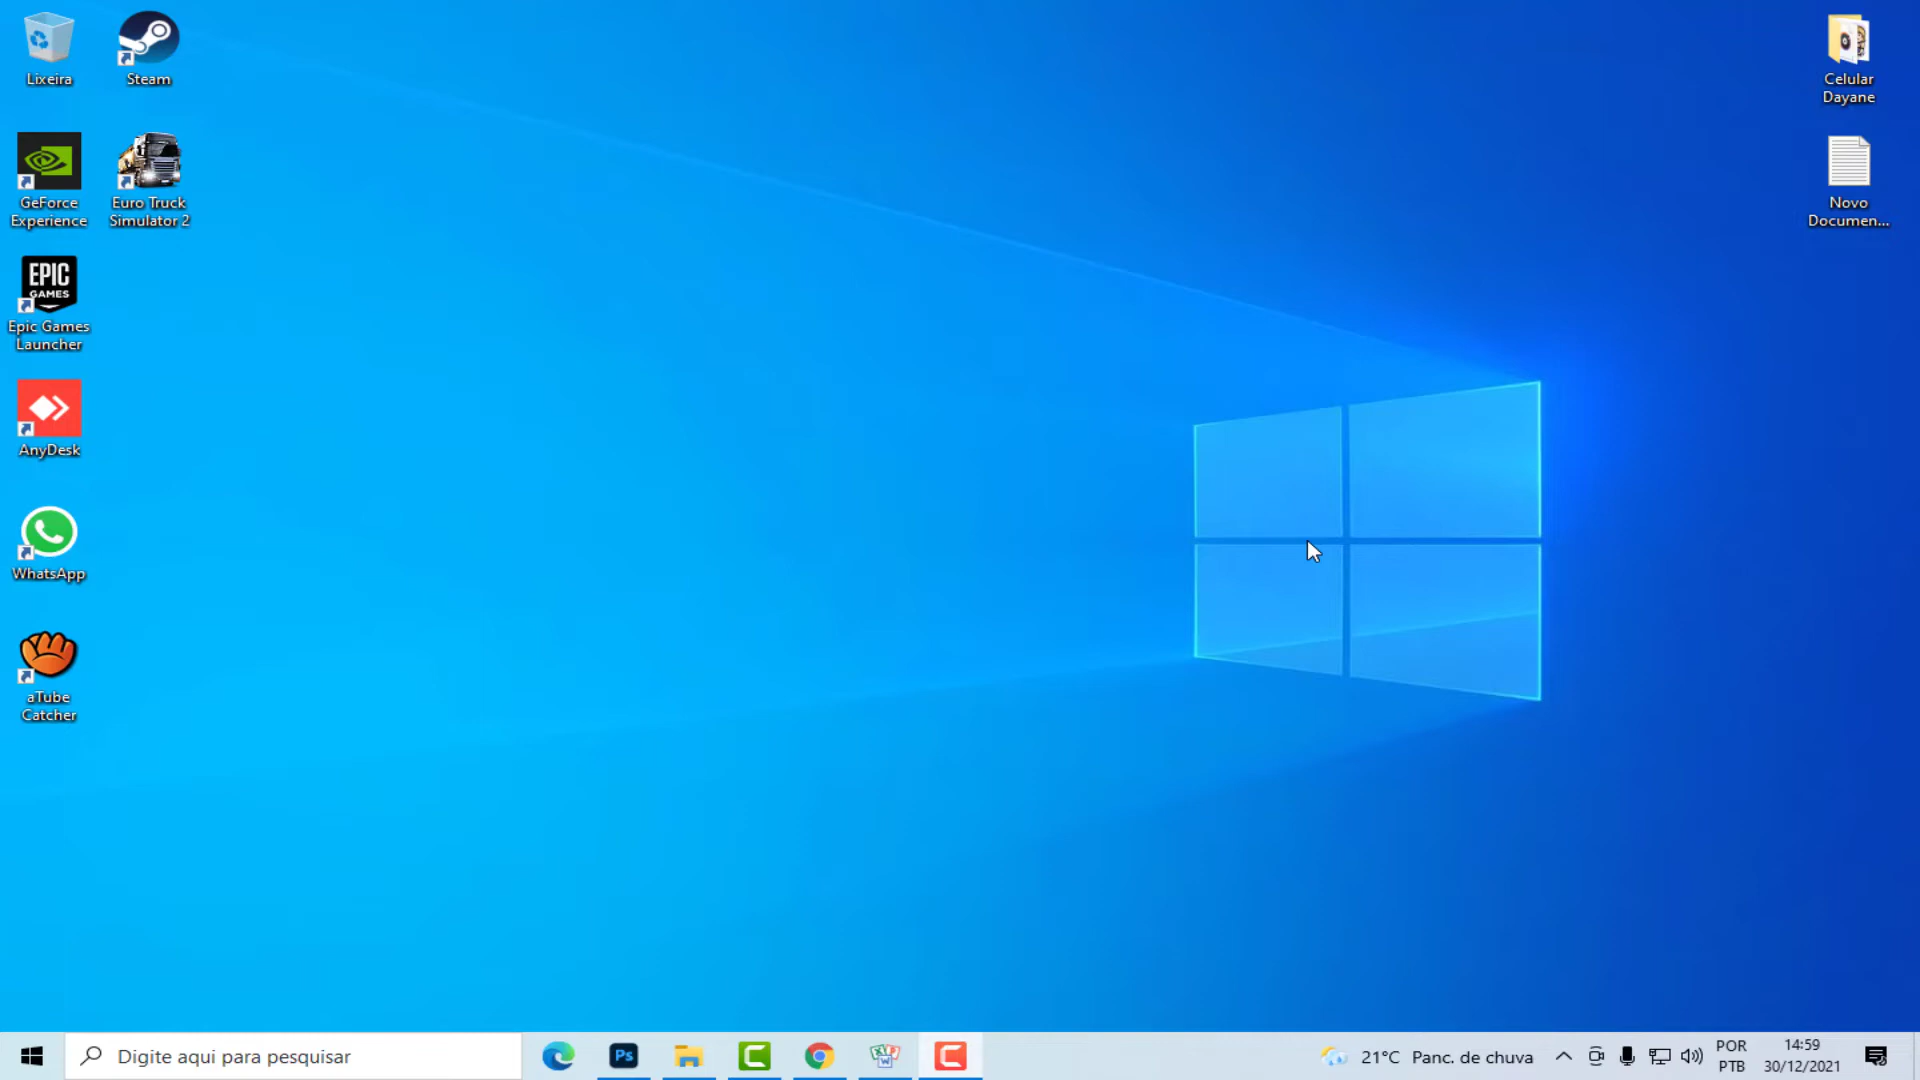 Lixeira
Steam
GeForce
Experience
Euro Truck
Simulator 2
EPIC
GAMES
Epic Games
Launcher
AnyDesk
WhatsApp
aTube
Catcher
Celular
Dayane
Novo
Documen...
Digite aqui para pesquisar
Ps
21°C Panc. de chuva
POR
PTB
14:59
30/12/2021